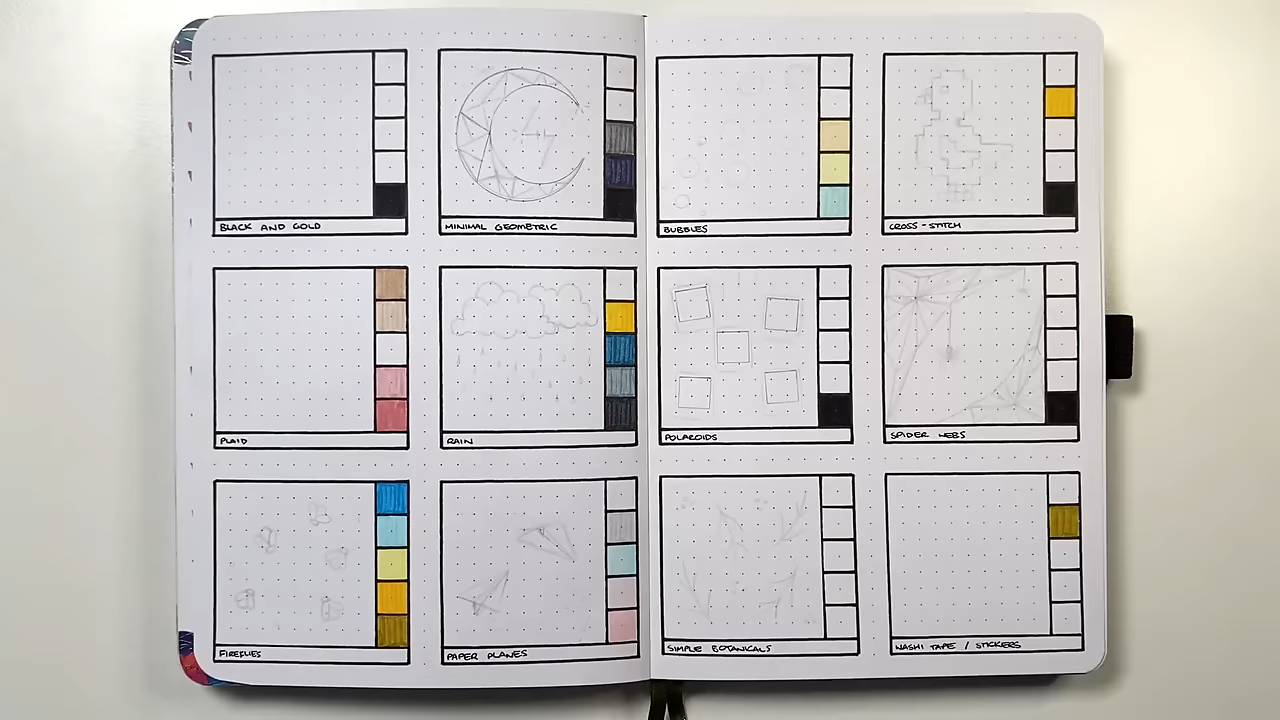 BLACK AND GOLD
MINIMAL GEOMETRIC
BUBBLES
CROSS-STITCH
PLAID
RAIN
POLAROIDS
SPIDER WEBS
FIREFLIES
PAPER PLANES
SIMPLE BOTANICALS
WASHI TAPE / STICKERS